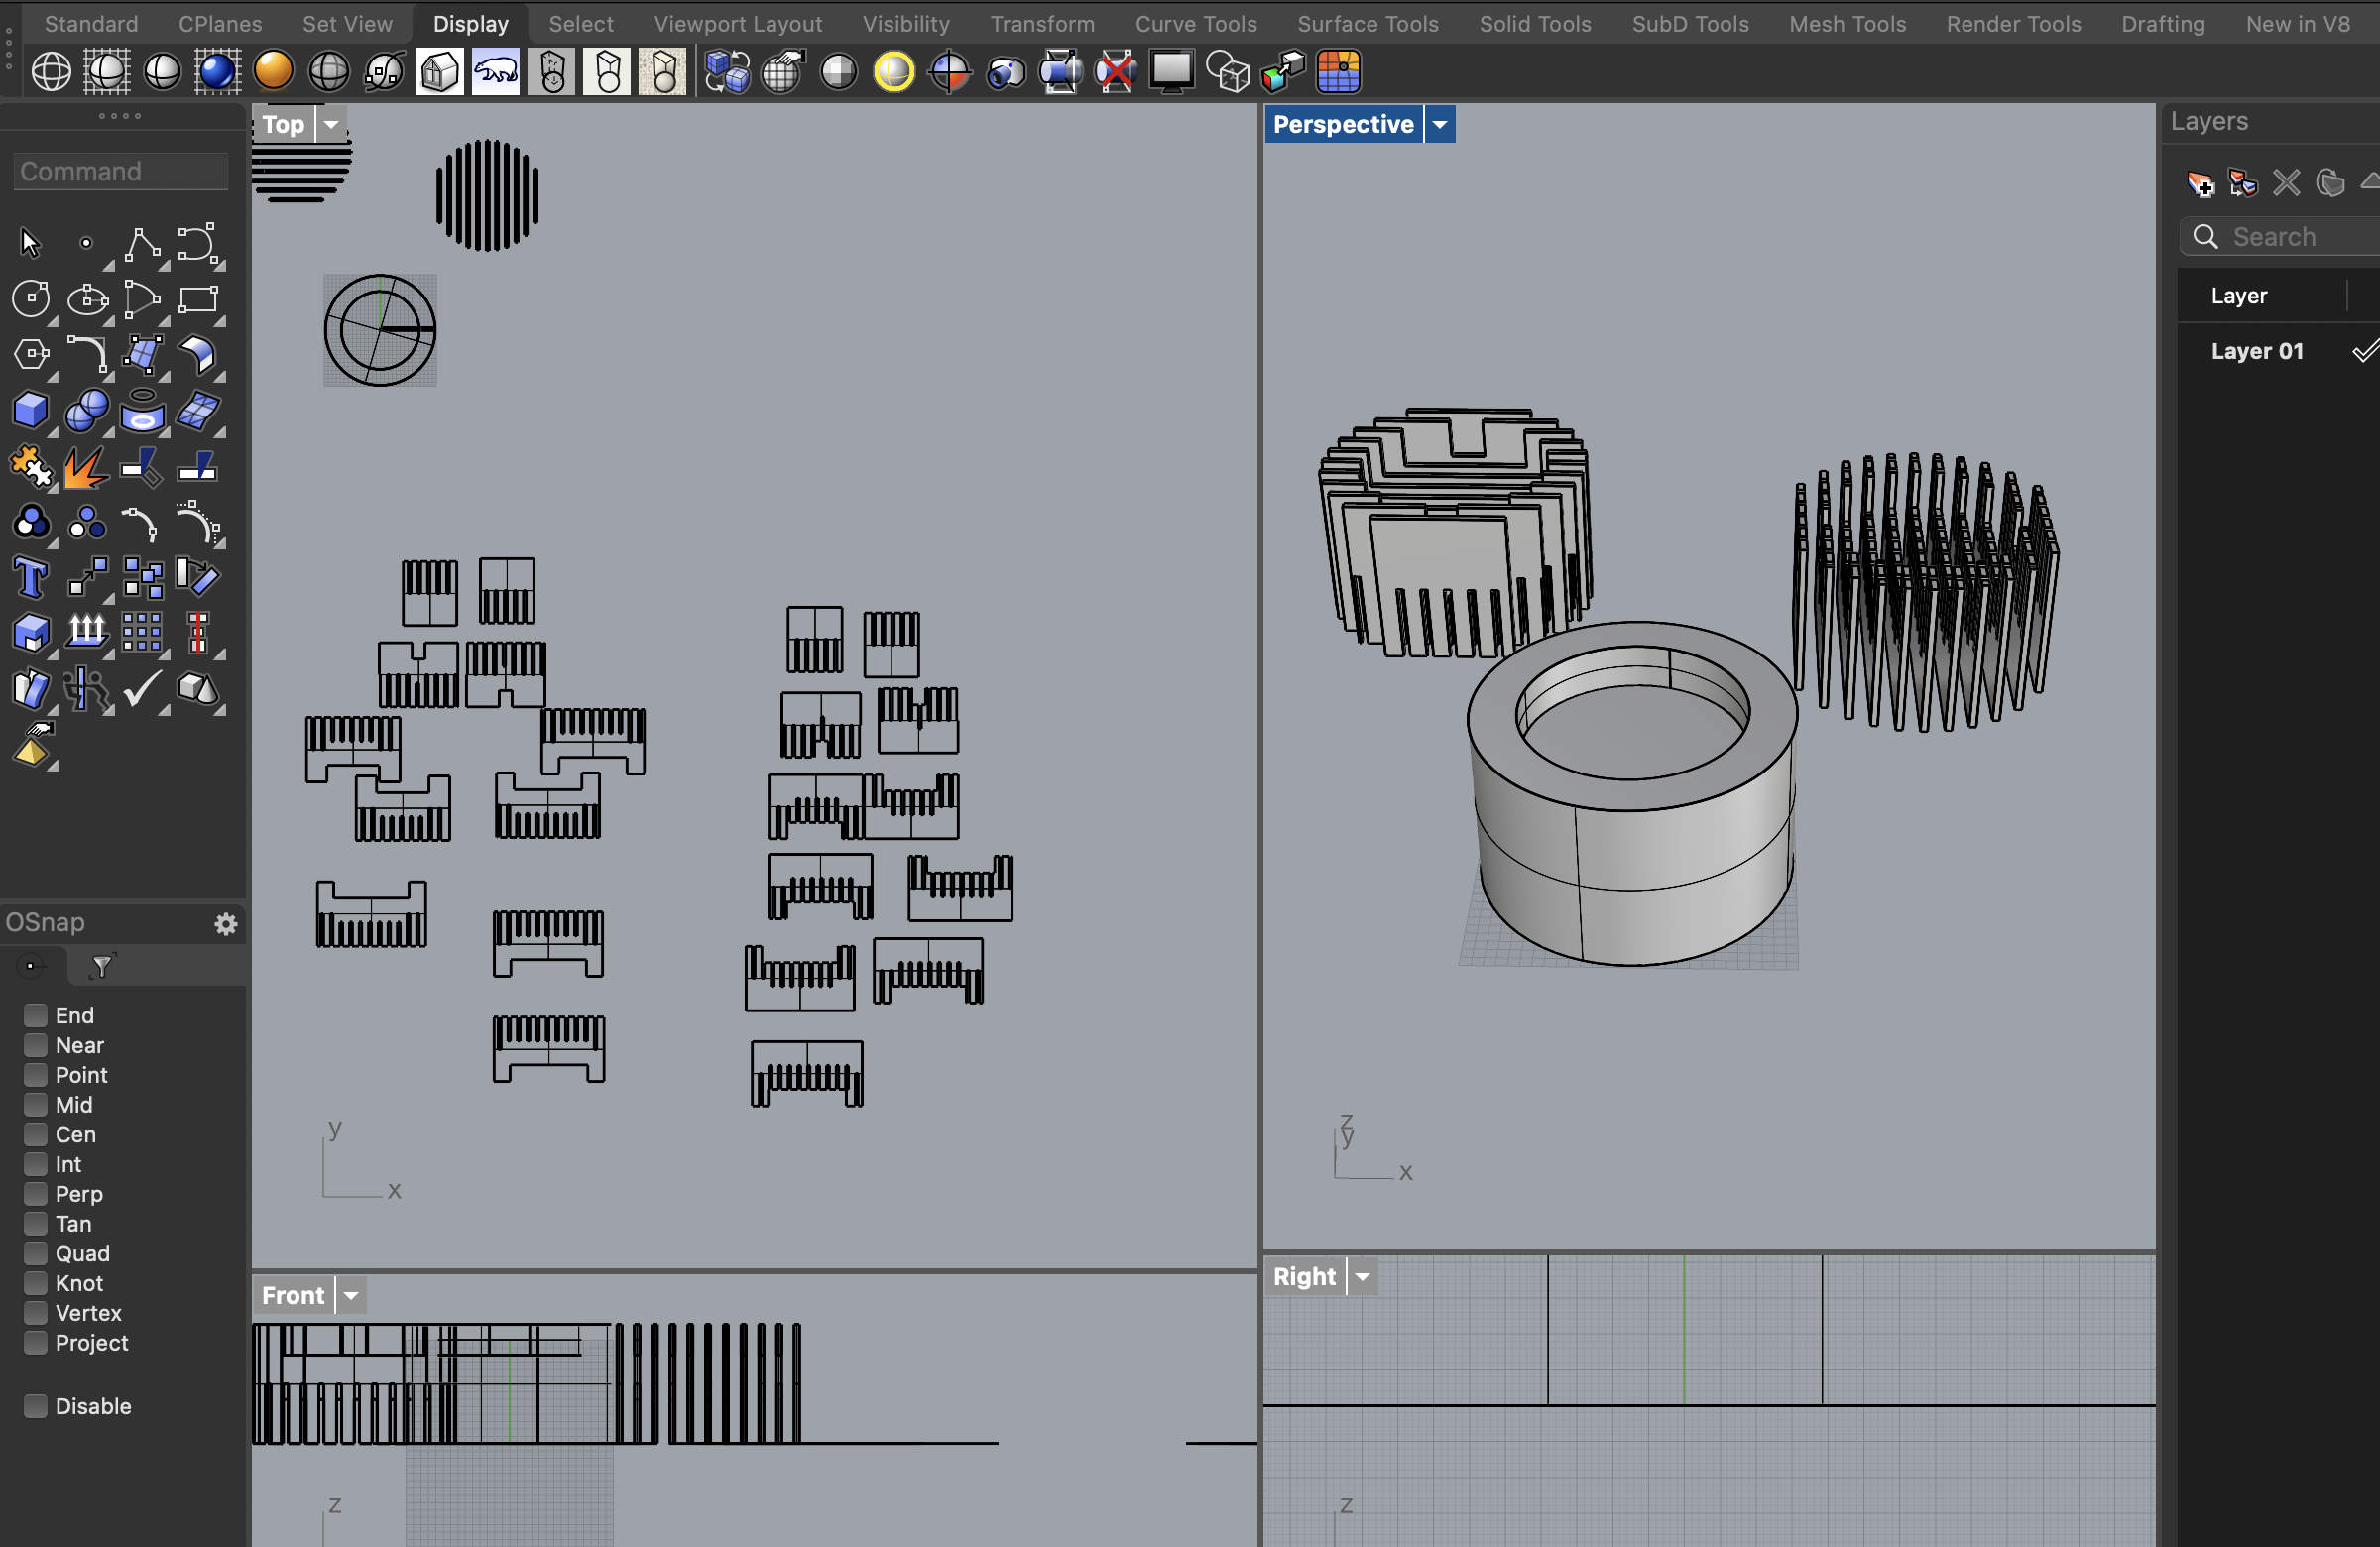 Standard CPlanes Set View Display Select Viewport Layout Visibility Transform Curve Tools Surface Tools Solid Tools SubD Tools Mesh Tools Render Tools Drafting New in V8
Command
OSnap
End
Near
Point
Mid
Cen
Int
Perp
Tan
Quad
Knot
Vertex
Project
Disable
Top
y
x
Perspective
z
y
x
Front
z
Right
z
Layers
Search
Layer
Layer 01